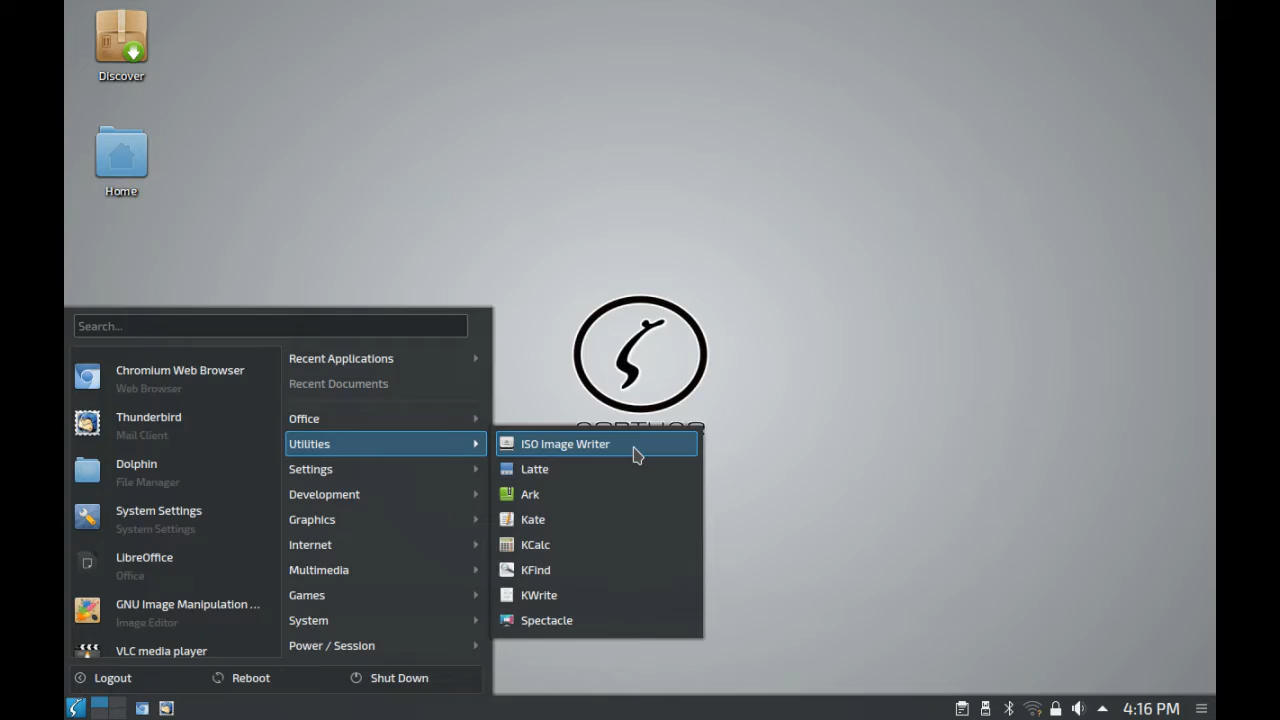 Discover
Home
Search...
Chromium Web Browser
Web Browser
Thunderbird
Mail Client
Dolphin
File Manager
System Settings
System Settings
LibreOffice
Office
GNU Image Manipulation ...
Image Editor
VLC media player
Recent Applications
Recent Documents
Office
Utilities
Settings
Development
Graphics
Internet
Multimedia
Games
System
Power / Session
ISO Image Writer
Latte
Ark
Kate
KCalc
KFind
KWrite
Spectacle
Logout
Reboot
Shut Down
4:16 PM